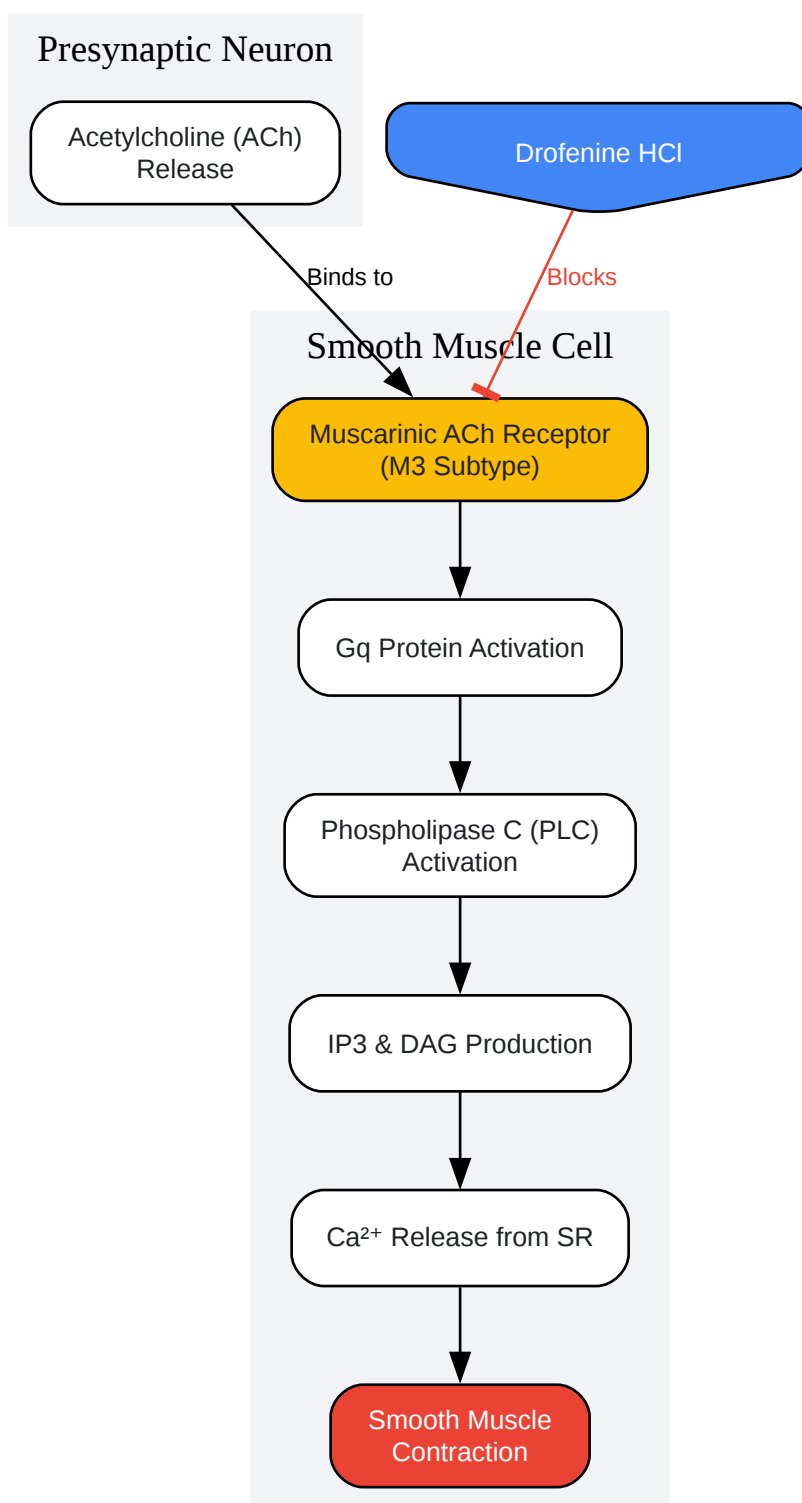 Presynaptic Neuron
Acetylcholine (ACh)
Release
Drofenine HCl
Binds to
Blocks
Smooth Muscle Cell
Muscarinic ACh Receptor
(M3 Subtype)
Gq Protein Activation
Phospholipase C (PLC)
Activation
IP3 & DAG Production
Ca²⁺ Release from SR
Smooth Muscle
Contraction